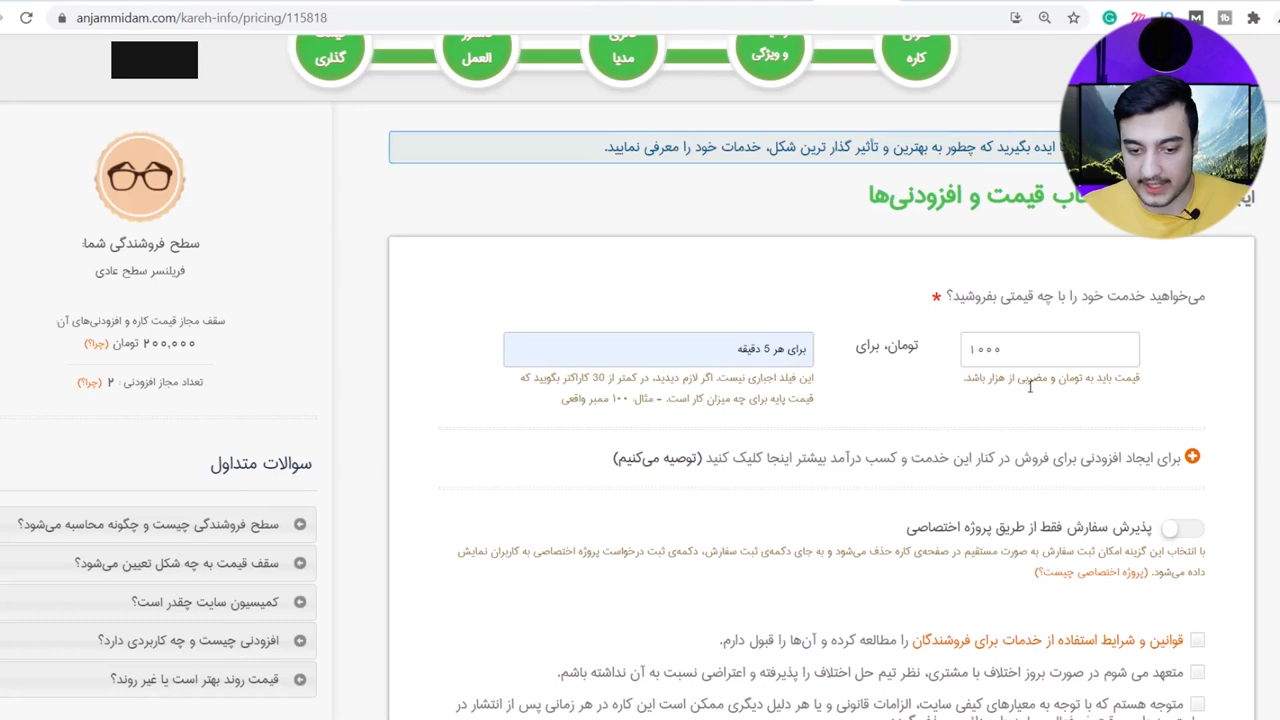 anjammidam.com/kareh-info/pricing/115818
کاره
و ویژگی
مدیا
العمل
گذاری
ایده بگیرید که چطور به بهترین و تأثیر گذار ترین شکل، خدمات خود را معرفی نمایید.
قیمت و افزودنی‌ها
می‌خواهید خدمت خود را با چه قیمتی بفروشید؟ *
۱۰۰۰
تومان، برای
برای هر 5 دقیقه
قیمت باید به تومان و مضربی از هزار باشد.
این فیلد اجباری نیست. اگر لازم دیدید، در کمتر از 30 کاراکتر بگویید که
قیمت پایه برای چه میزان کار است. - مثال: ۱۰۰ ممبر واقعی
برای ایجاد افزودنی برای فروش در کنار این خدمت و کسب درآمد بیشتر اینجا کلیک کنید (توصیه می‌کنیم)
پذیرش سفارش فقط از طریق پروژه اختصاصی
با انتخاب این گزینه امکان ثبت سفارش به صورت مستقیم در صفحه‌ی کاره حذف می‌شود و به جای دکمه‌ی ثبت سفارش، دکمه‌ی ثبت درخواست پروژه اختصاصی به کاربران نمایش
داده می‌شود. (پروژه اختصاصی چیست؟)
قوانین و شرایط استفاده از خدمات برای فروشندگان را مطالعه کرده و آن‌ها را قبول دارم.
متعهد می شوم در صورت بروز اختلاف با مشتری، نظر تیم حل اختلاف را پذیرفته و اعتراضی نسبت به آن نداشته باشم.
متوجه هستم که با توجه به معیارهای کیفی سایت، الزامات قانونی و یا هر دلیل دیگری ممکن است این کاره در هر زمانی پس از انتشار در
سطح فروشندگی شما:
فریلنسر سطح عادی
سقف مجاز قیمت کاره و افزودنی‌های آن:
۲۰۰,۰۰۰ تومان (چرا؟)
تعداد مجاز افزودنی : ۲ (چرا؟)
سوالات متداول
سطح فروشندگی چیست و چگونه محاسبه می‌شود؟
سقف قیمت به چه شکل تعیین می‌شود؟
کمیسیون سایت چقدر است؟
افزودنی چیست و چه کاربردی دارد؟
قیمت روند بهتر است یا غیر روند؟